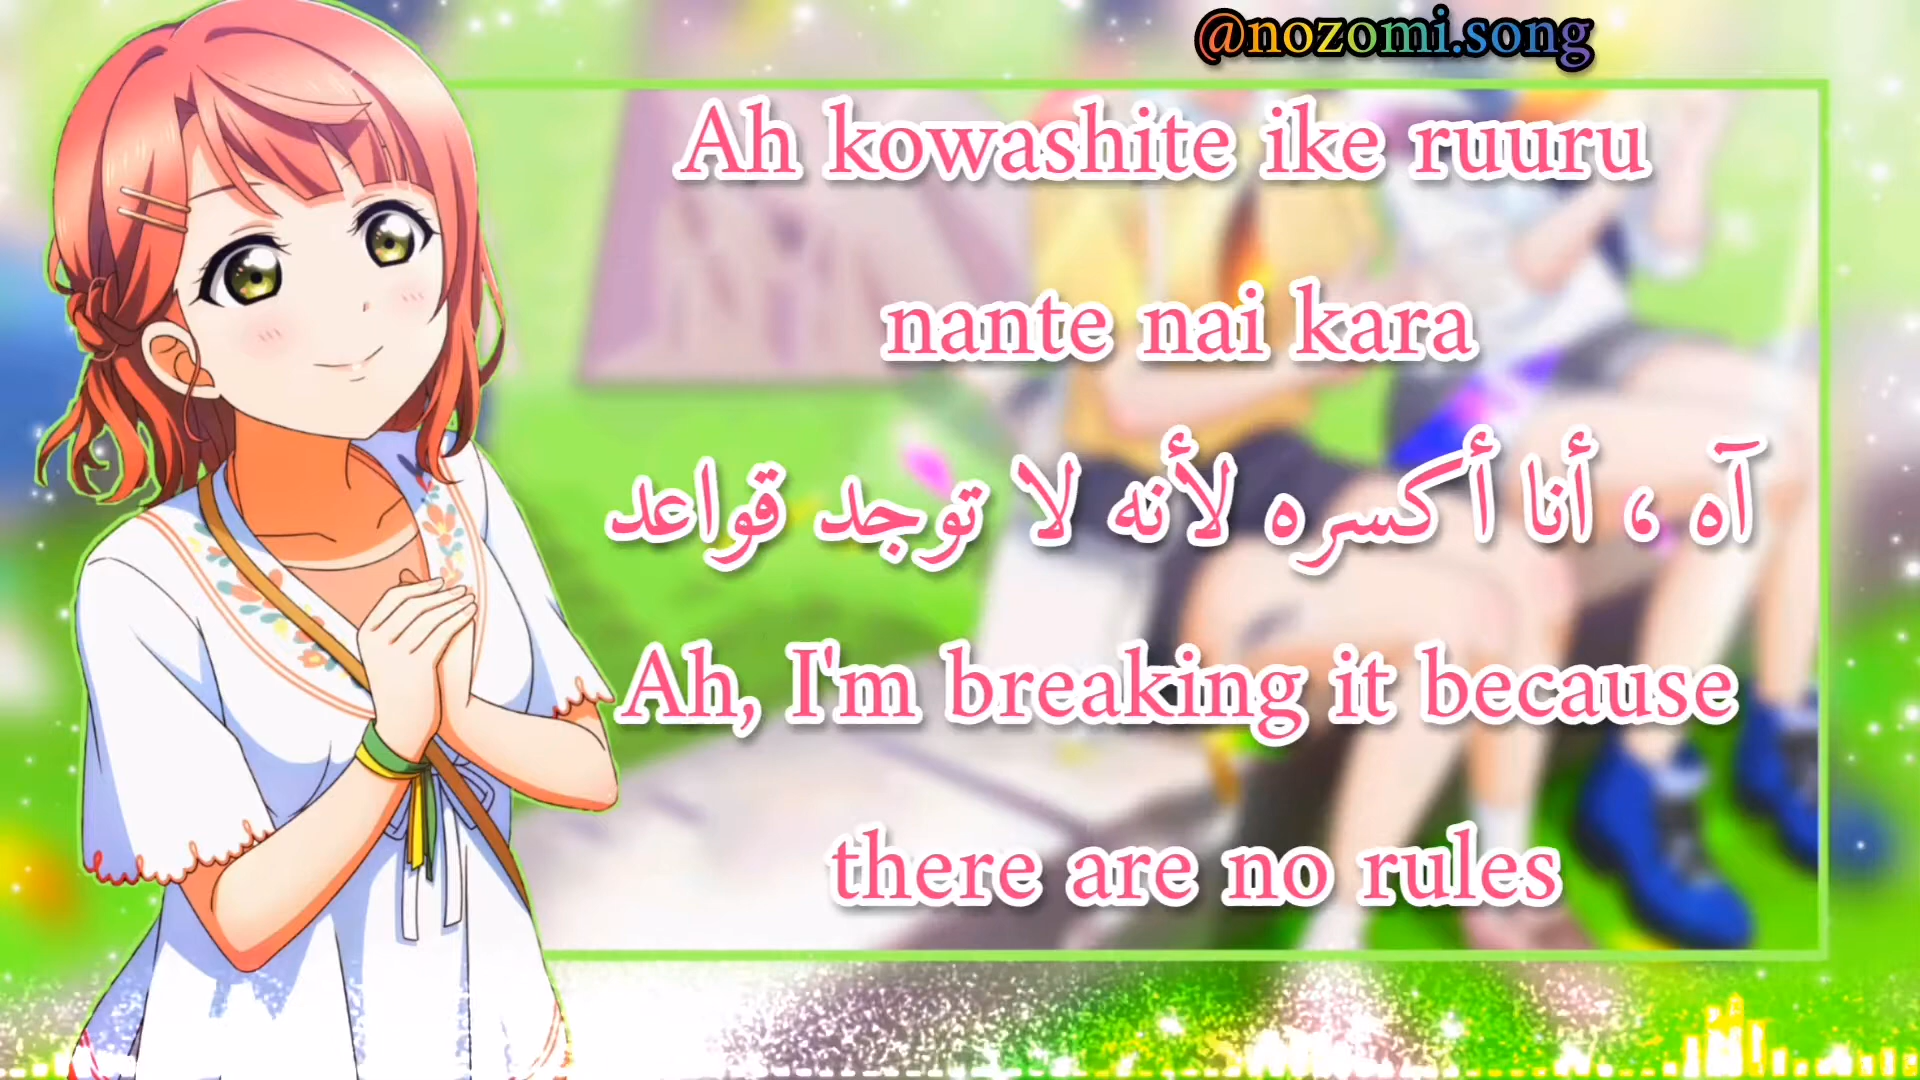 @nozomi.song
Ah kowashite ike ruuru
nante nai kara
آه ، أنا أكسره لأنه لا توجد قواعد
Ah, I'm breaking it because
there are no rules